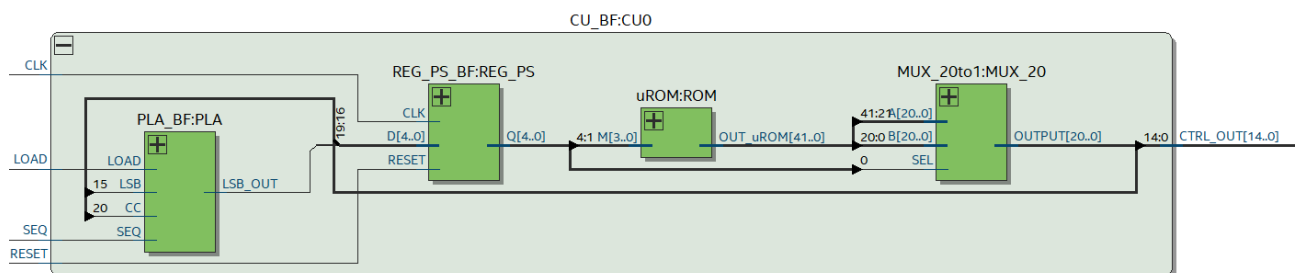 CU_BF:CU0
CLK
REG_PS_BF:REG_PS
MUX_20to1:MUX_20
uROM:ROM
PLA_BF:PLA
19:16
CLK
41:21 A[20..0]
D[4..0] Q[4..0] 4:1 M[3..0] OUT_uROM[41..0] 20:0 B[20..0] OUTPUT[20..0] 14:0 CTRL_OUT[14..0]
LOAD LOAD RESET 0 SEL
15 LSB LSB_OUT
20 CC
SEQ SEQ
RESET